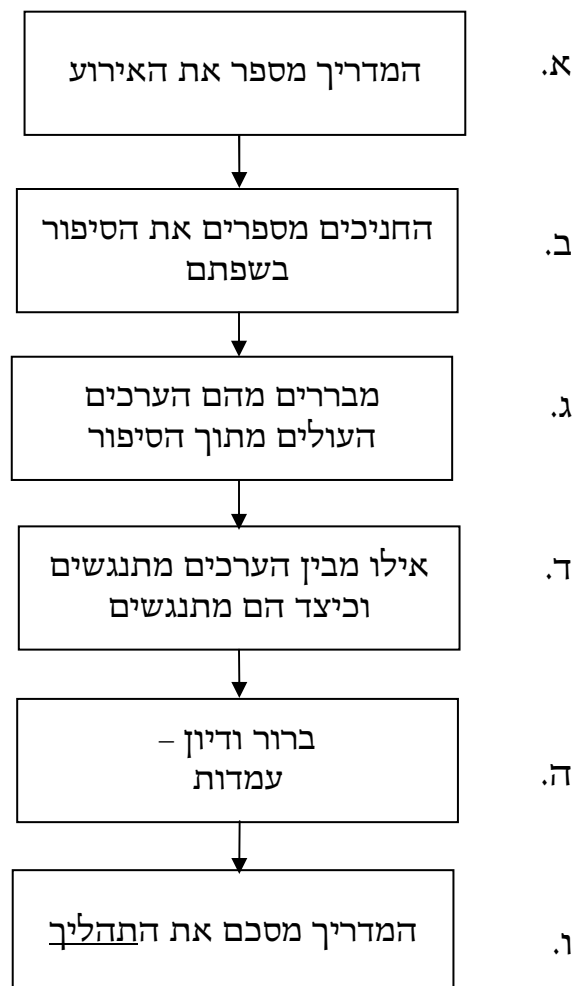 א. המדריך מספר את האירוע
ב. החניכים מספרים את הסיפור
בשפתם
ג. מבררים מהם הערכים
העולים מתוך הסיפור
ד. אילו מבין הערכים מתנגשים
וכיצד הם מתנגשים
ה. ברור ודיון –
עמדות
ו. המדריך מסכם את התהליך